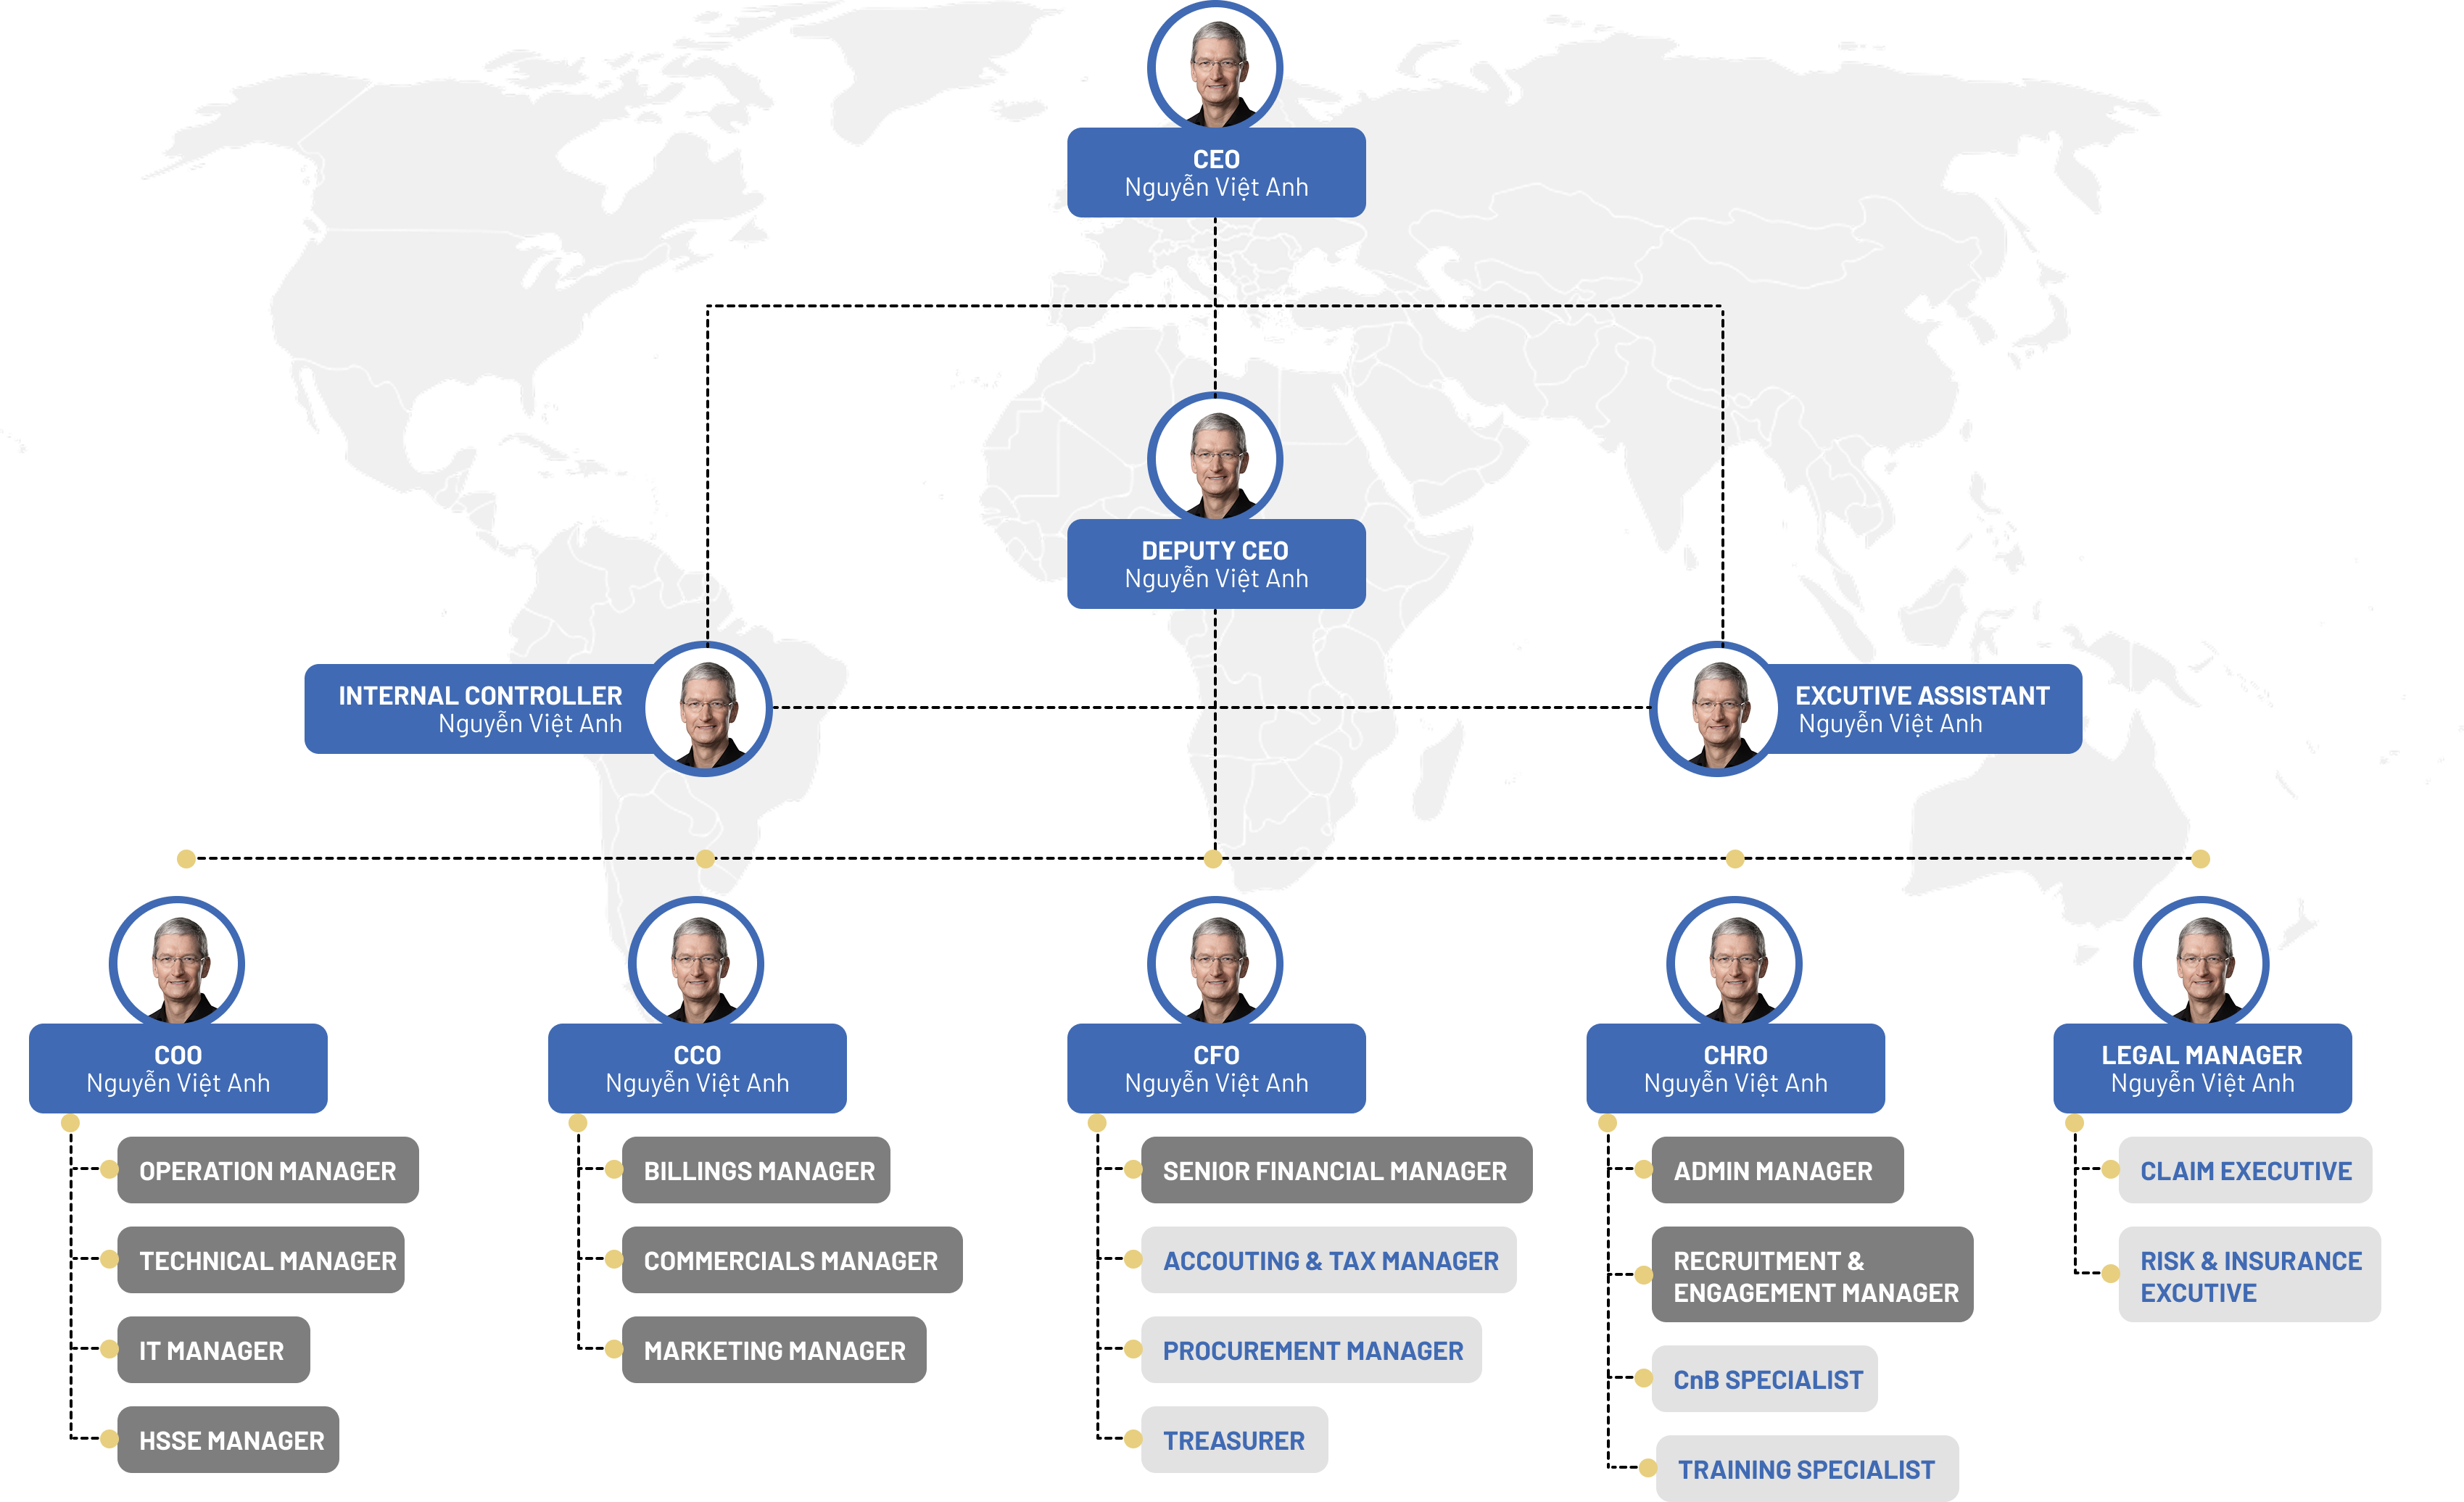 CEO
Nguyễn Việt Anh
DEPUTY CEO
Nguyễn Việt Anh
INTERNAL CONTROLLER
Nguyễn Việt Anh
EXCUTIVE ASSISTANT
Nguyễn Việt Anh
COO
Nguyễn Việt Anh
OPERATION MANAGER
TECHNICAL MANAGER
IT MANAGER
HSSE MANAGER
CCO
Nguyễn Việt Anh
BILLINGS MANAGER
COMMERCIALS MANAGER
MARKETING MANAGER
CFO
Nguyễn Việt Anh
SENIOR FINANCIAL MANAGER
ACCOUTING & TAX MANAGER
PROCUREMENT MANAGER
TREASURER
CHRO
Nguyễn Việt Anh
ADMIN MANAGER
RECRUITMENT &
ENGAGEMENT MANAGER
CnB SPECIALIST
TRAINING SPECIALIST
LEGAL MANAGER
Nguyễn Việt Anh
CLAIM EXECUTIVE
RISK & INSURANCE
EXCUTIVE